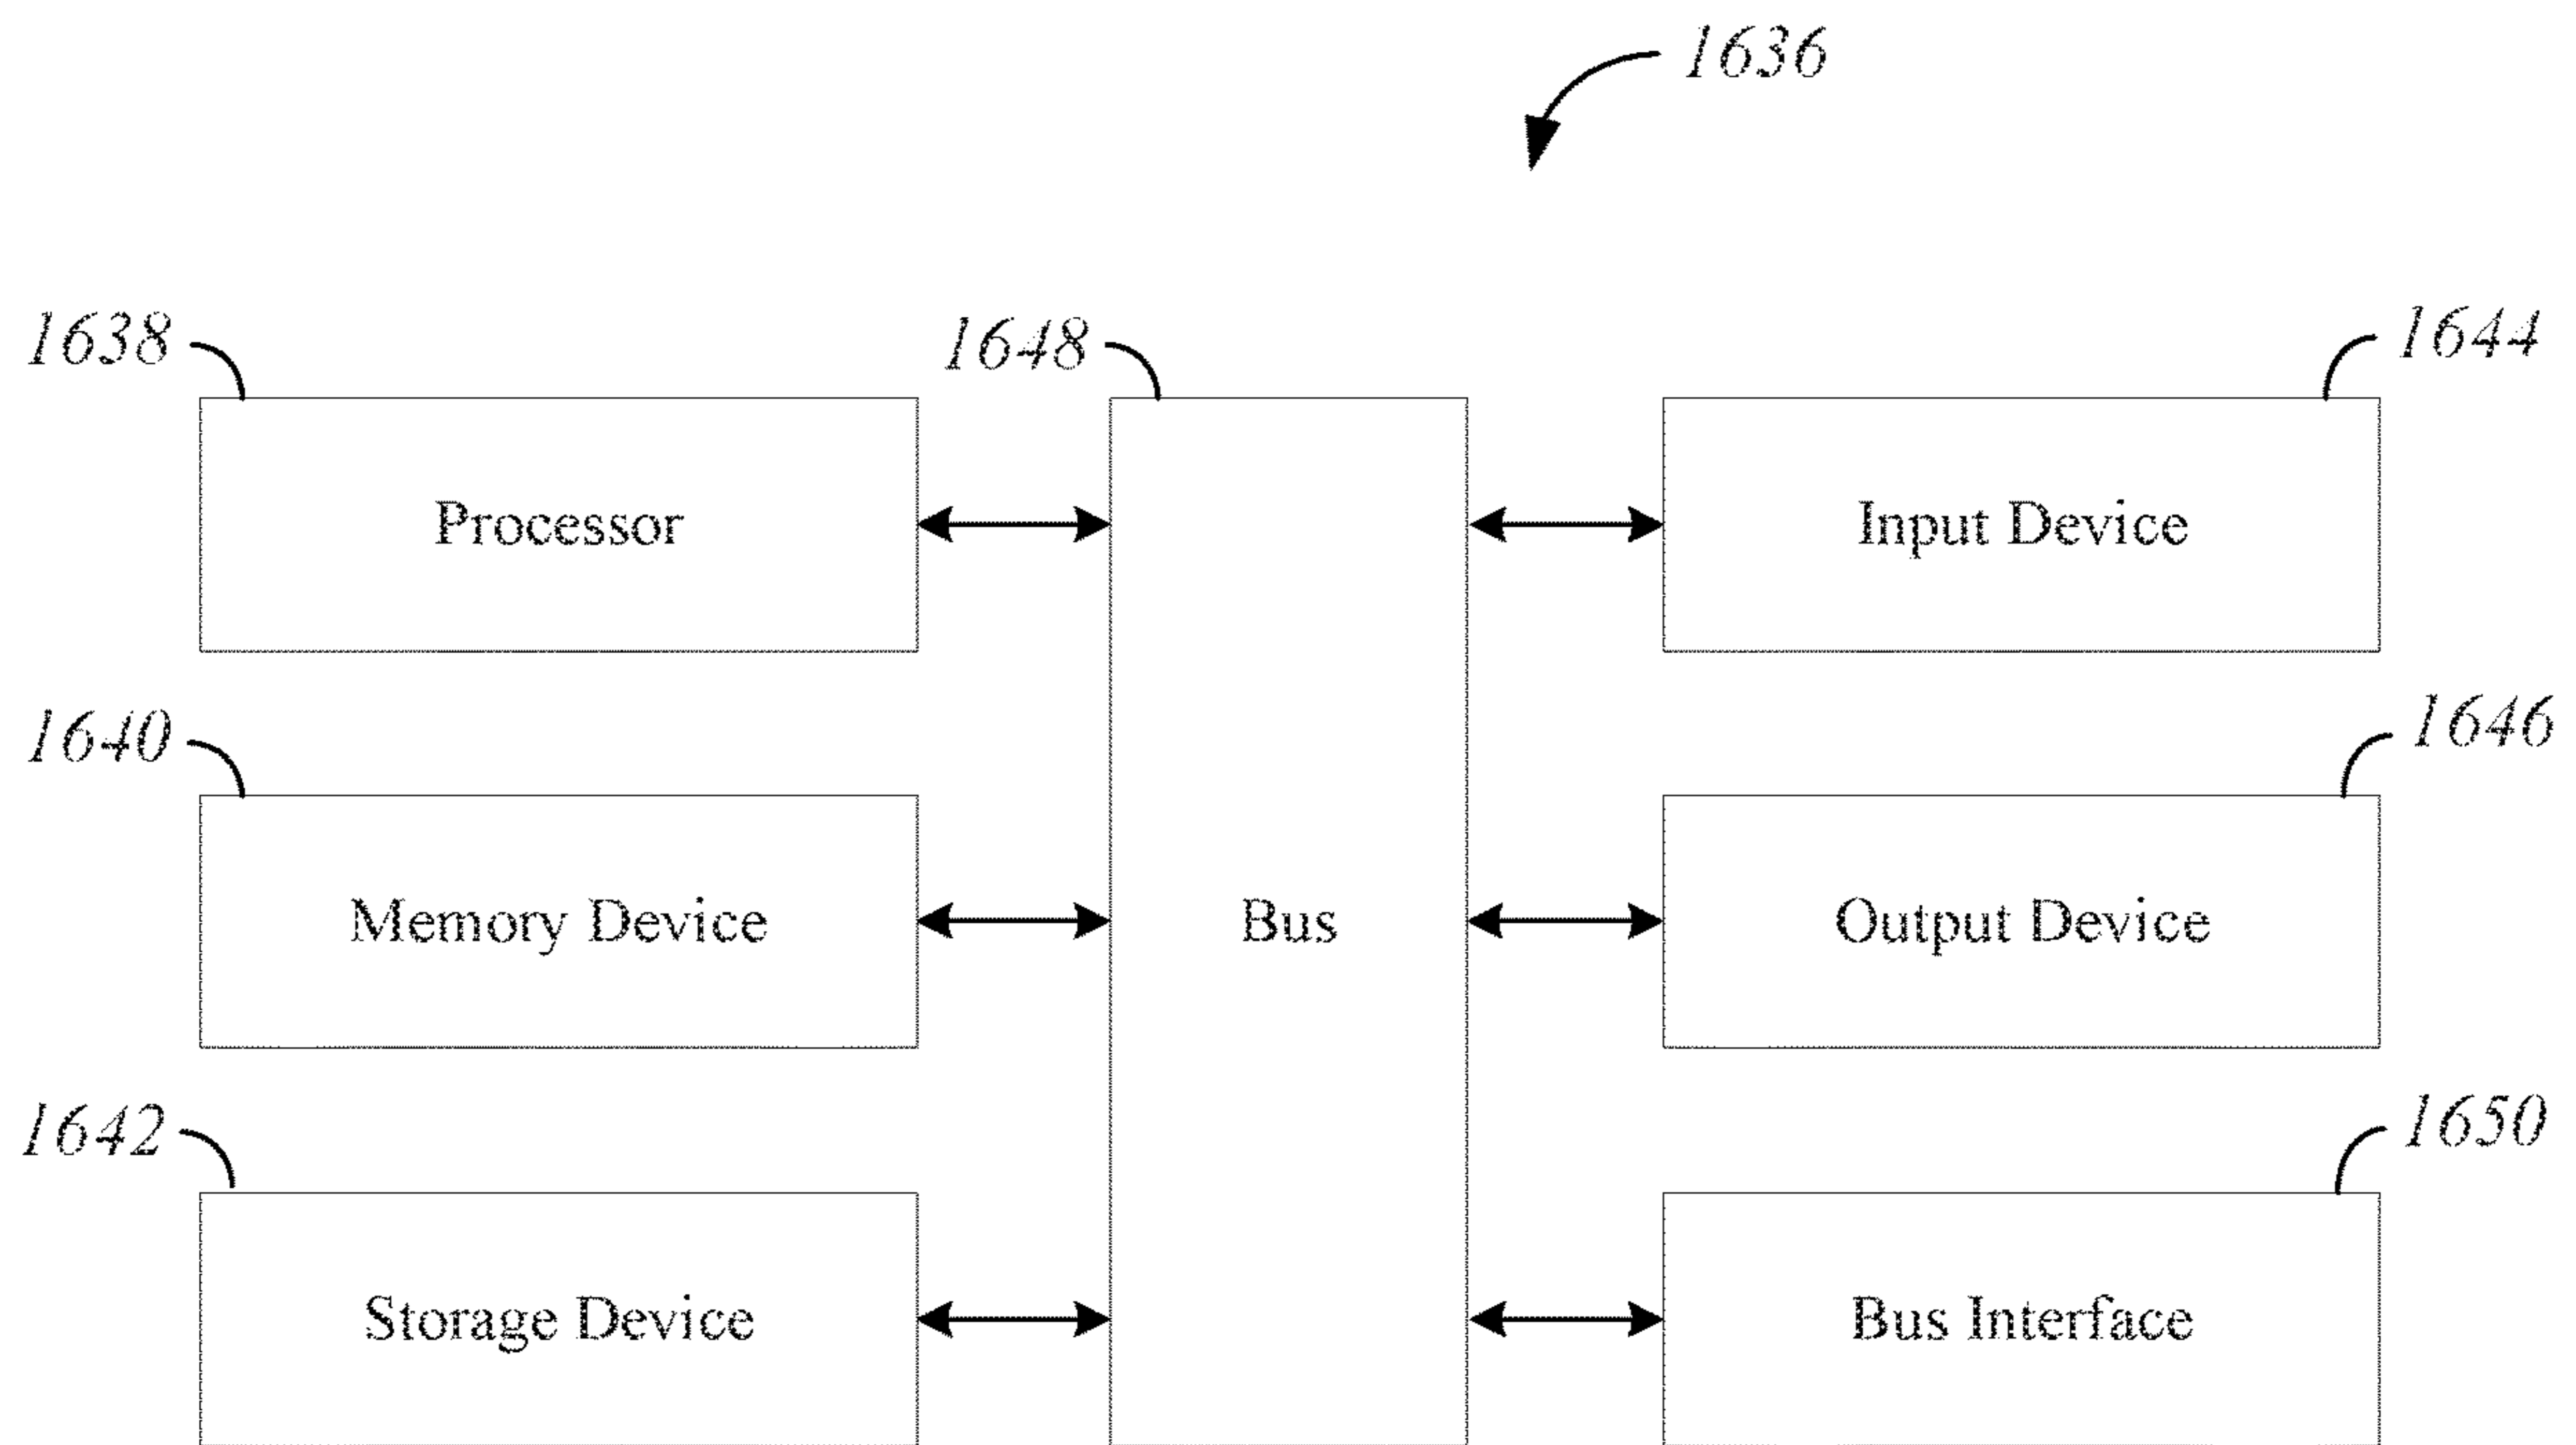 1636
1638
1648
1644
Processor
Input Device
1640
1646
Memory Device
Bus
Output Device
1642
1650
Storage Device
Bus Interface